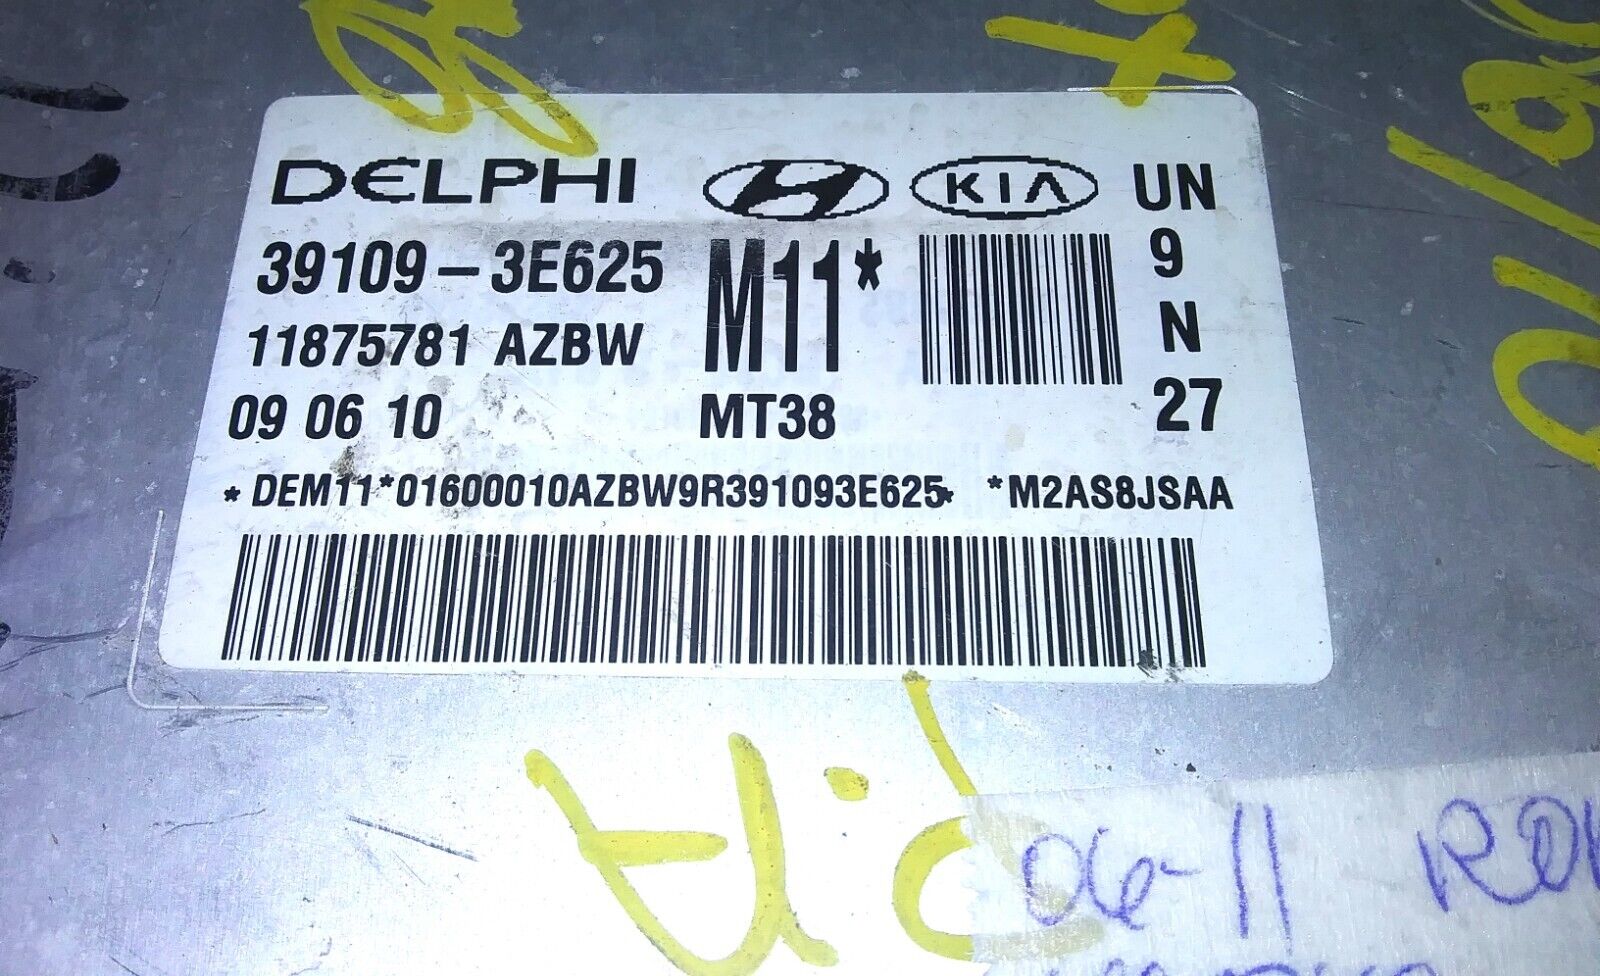 DELPHI KIA UN
39109-3E625 M11* 9
11875781 AZBW N
09 06 10 MT38 27
*DEM11*01600010AZBW9R391093E625* *M2AS8JSAA
06-11